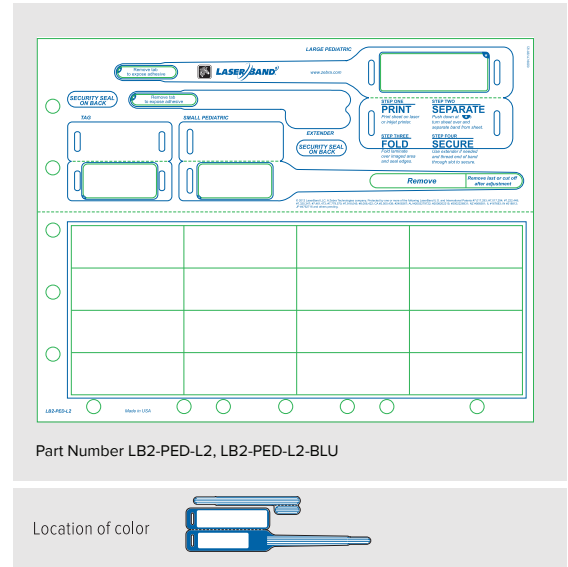 LARGE PEDIATRIC
Remove tab
to expose adhesive
LASER BAND
www.zebra.com
SECURITY SEAL
ON BACK
Remove tab
to expose adhesive
TAG
SMALL PEDIATRIC
EXTENDER
SECURITY SEAL
ON BACK
STEP ONE
PRINT
Print sheet on laser
or inkjet printer.
STEP TWO
SEPARATE
Push down at
turn sheet over and
separate band from sheet.
STEP THREE
FOLD
Fold laminate
over imaged area
and seal edges.
STEP FOUR
SECURE
Use extender if needed
and thread end of band
through slot to secure.
Remove
Remove last or cut off
after adjustment
LB2-PED-L2
Made in USA
Part Number LB2-PED-L2, LB2-PED-L2-BLU
Location of color